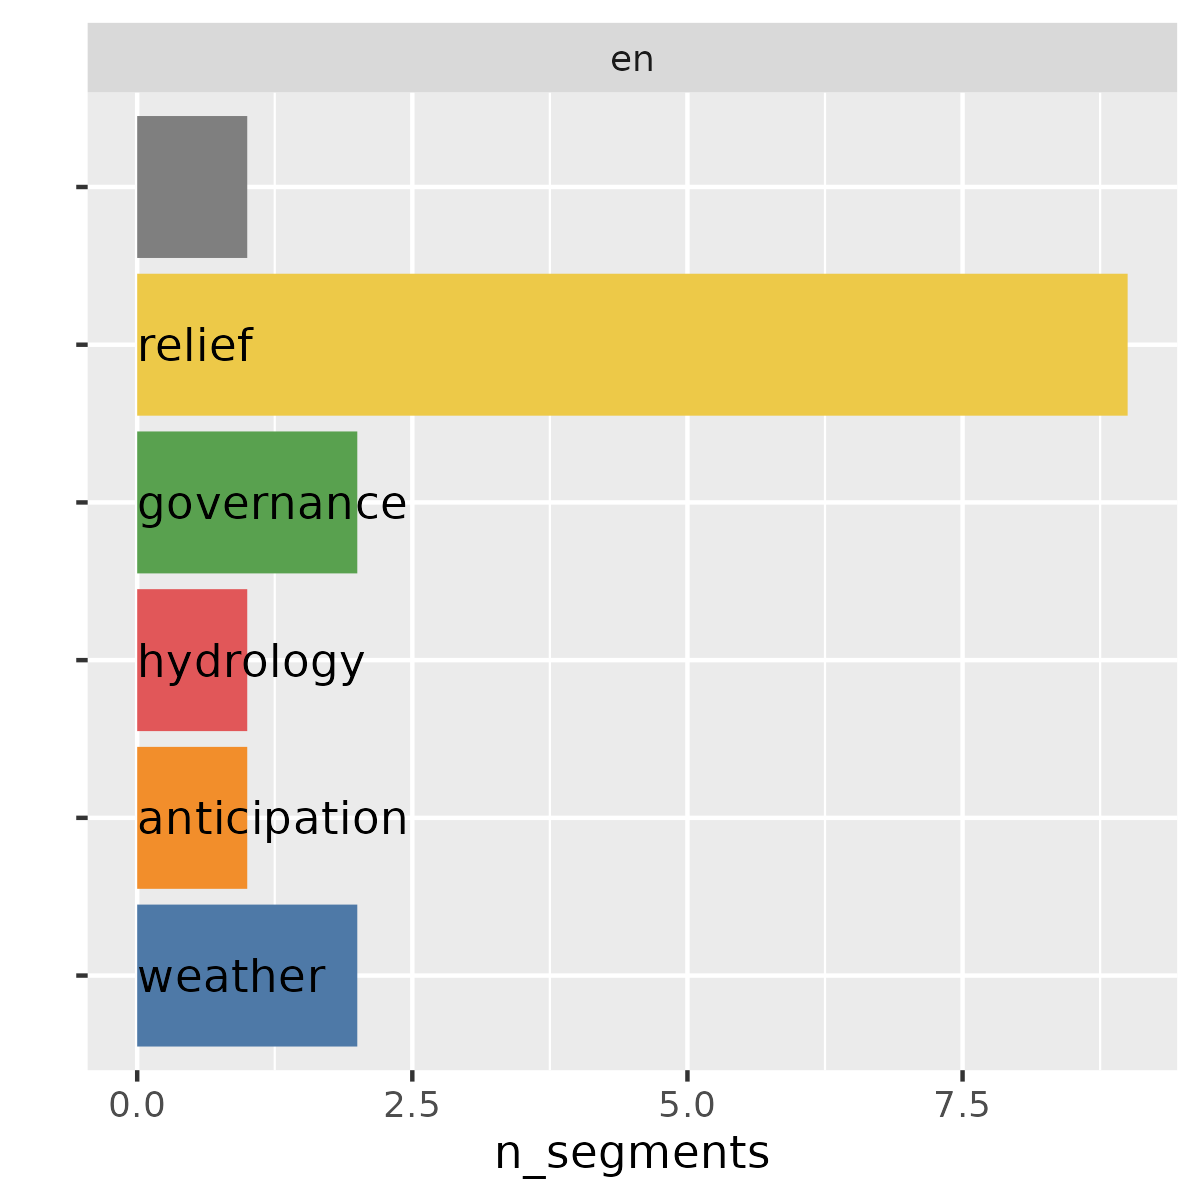 en
relief
governance
hydrology
anticipation
weather
0.0 2.5 5.0 7.5
n_segments